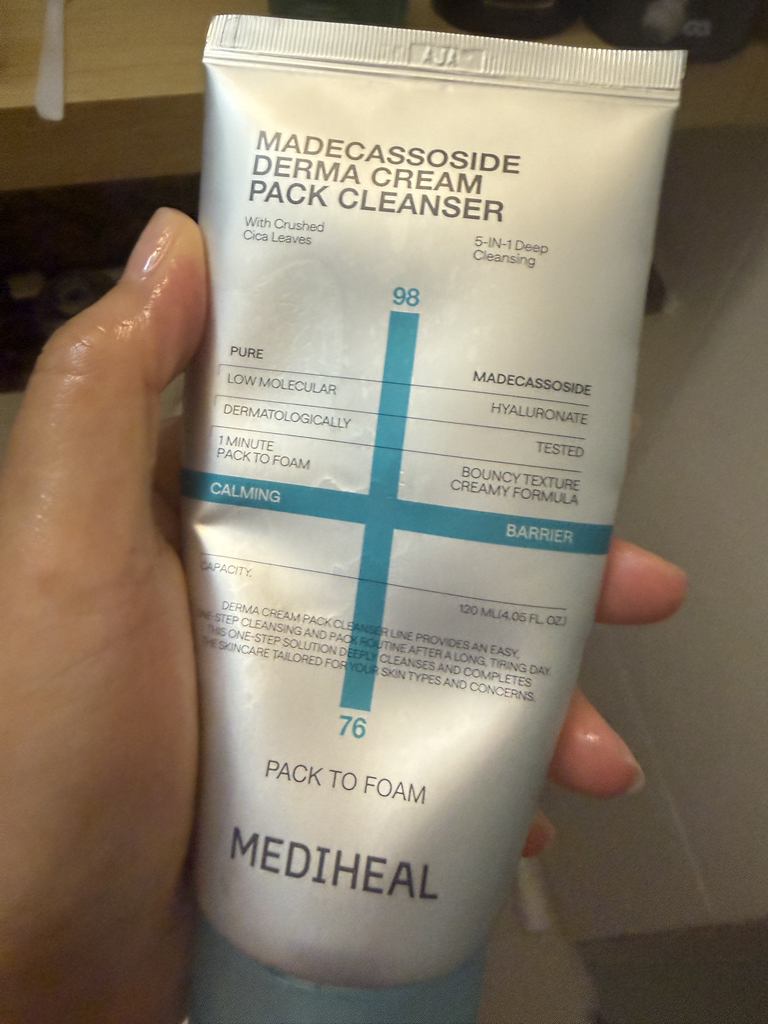 AJA
MADECASSOSIDE
DERMA CREAM
PACK CLEANSER
With Crushed
Cica Leaves
5-IN-1 Deep
Cleansing
98
PURE MADECASSOSIDE
LOW MOLECULAR HYALURONATE
DERMATOLOGICALLY TESTED
1 MINUTE
PACK TO FOAM
BOUNCY TEXTURE
CREAMY FORMULA
CALMING BARRIER
CAPACITY. 120 ML(4.05 FL. OZ.)
DERMA CREAM PACK CLEANSER LINE PROVIDES AN EASY,
ONE-STEP CLEANSING AND PACK ROUTINE AFTER A LONG, TIRING DAY.
THIS ONE-STEP SOLUTION DEEPLY CLEANSES AND COMPLETES
THE SKINCARE TAILORED FOR YOUR SKIN TYPES AND CONCERNS.
76
PACK TO FOAM
MEDIHEAL